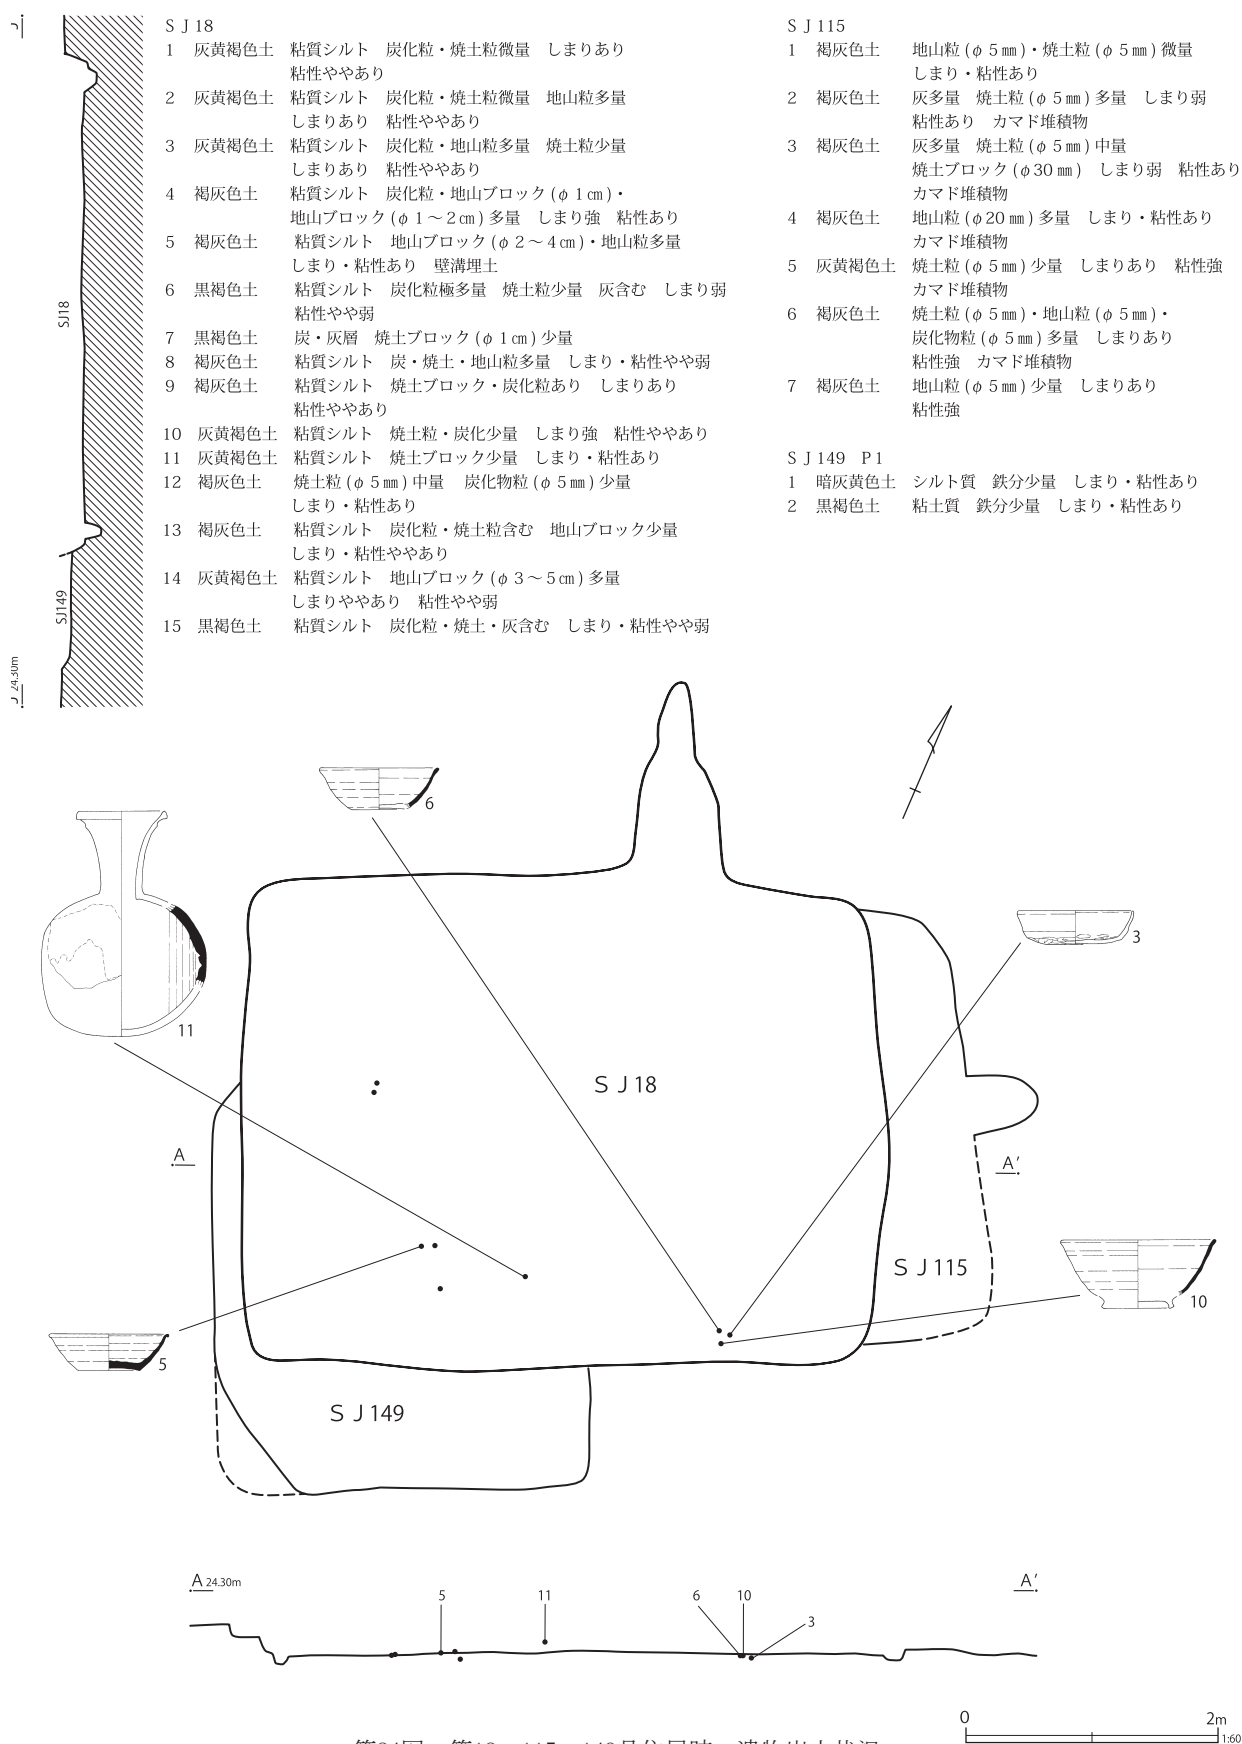 ＳＪ18
1　灰黄褐色土　粘質シルト　炭化粒・焼土粒微量　しまりあり
粘性ややあり
2　灰黄褐色土　粘質シルト　炭化粒・焼土粒微量　地山粒多量
しまりあり　粘性ややあり
3　灰黄褐色土　粘質シルト　炭化粒・地山粒多量　焼土粒少量
しまりあり　粘性ややあり
4　褐灰色土　粘質シルト　炭化粒・地山ブロック(φ1㎝)・
地山ブロック(φ1～2㎝)多量　しまり強　粘性あり
5　褐灰色土　粘質シルト　地山ブロック(φ2～4㎝)・地山粒多量
しまり・粘性あり　壁溝埋土
6　黒褐色土　粘質シルト　炭化粒極多量　焼土粒少量　灰含む　しまり弱
粘性やや弱
7　黒褐色土　炭・灰層　焼土ブロック(φ1㎝)少量
8　褐灰色土　粘質シルト　炭・焼土・地山粒多量　しまり・粘性やや弱
9　褐灰色土　粘質シルト　焼土ブロック・炭化粒あり　しまりあり
粘性ややあり
10　灰黄褐色土　粘質シルト　焼土粒・炭化少量　しまり強　粘性ややあり
11　灰黄褐色土　粘質シルト　焼土ブロック少量　しまり・粘性あり
12　褐灰色土　焼土粒(φ5㎜)中量　炭化物粒(φ5㎜)少量
しまり・粘性あり
13　褐灰色土　粘質シルト　炭化粒・焼土粒含む　地山ブロック少量
しまり・粘性ややあり
14　灰黄褐色土　粘質シルト　地山ブロック(φ3～5㎝)多量
しまりややあり　粘性やや弱
15　黒褐色土　粘質シルト　炭化粒・焼土・灰含む　しまり・粘性やや弱
ＳＪ115
1　褐灰色土　地山粒(φ5㎜)・焼土粒(φ5㎜)微量
しまり・粘性あり
2　褐灰色土　灰多量　焼土粒(φ5㎜)多量　しまり弱
粘性あり　カマド堆積物
3　褐灰色土　灰多量　焼土粒(φ5㎜)中量
焼土ブロック(φ30㎜)　しまり弱　粘性あり
カマド堆積物
4　褐灰色土　地山粒(φ20㎜)多量　しまり・粘性あり
カマド堆積物
5　灰黄褐色土　焼土粒(φ5㎜)少量　しまりあり　粘性強
カマド堆積物
6　褐灰色土　焼土粒(φ5㎜)・地山粒(φ5㎜)・
炭化物粒(φ5㎜)多量　しまりあり
粘性強　カマド堆積物
7　褐灰色土　地山粒(φ5㎜)少量　しまりあり
粘性強
ＳＪ149　P1
1　暗灰黄色土　シルト質　鉄分少量　しまり・粘性あり
2　黒褐色土　粘土質　鉄分少量　しまり・粘性あり
SJ18
SJ149
24.30m
6
11
3
ＳＪ18
A
A′
ＳＪ115
10
5
ＳＪ149
A 24.30m
A′
5
11
6
10
3
0
2m
1:60